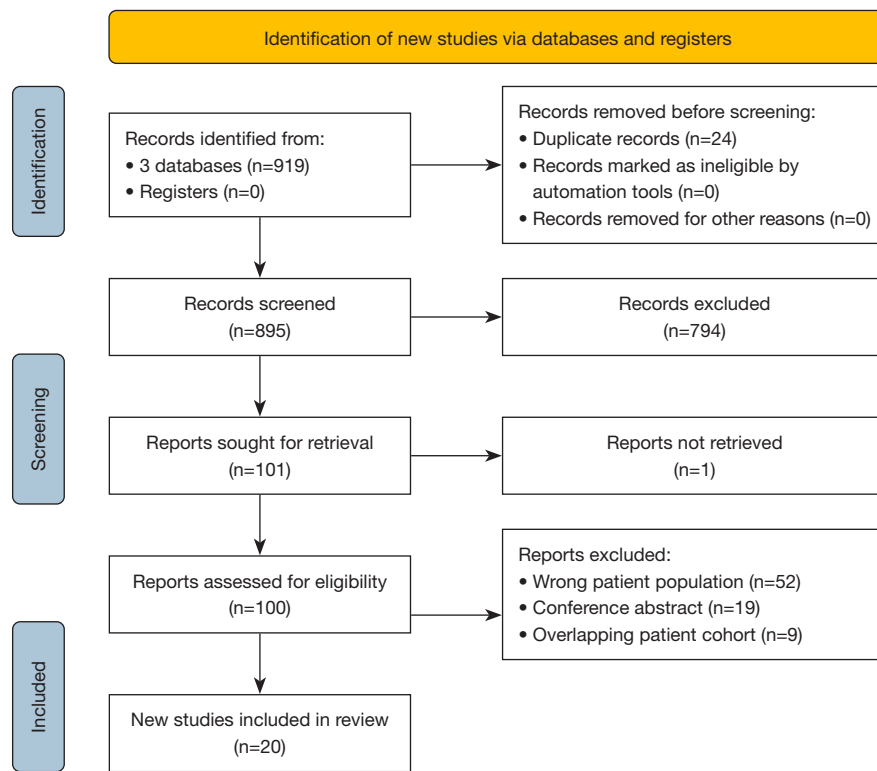 Identification of new studies via databases and registers
Identification
Records identified from:
• 3 databases (n=919)
• Registers (n=0)
Records removed before screening:
• Duplicate records (n=24)
• Records marked as ineligible by
automation tools (n=0)
• Records removed for other reasons (n=0)
Screening
Records screened
(n=895)
Records excluded
(n=794)
Reports sought for retrieval
(n=101)
Reports not retrieved
(n=1)
Reports assessed for eligibility
(n=100)
Reports excluded:
• Wrong patient population (n=52)
• Conference abstract (n=19)
• Overlapping patient cohort (n=9)
Included
New studies included in review
(n=20)